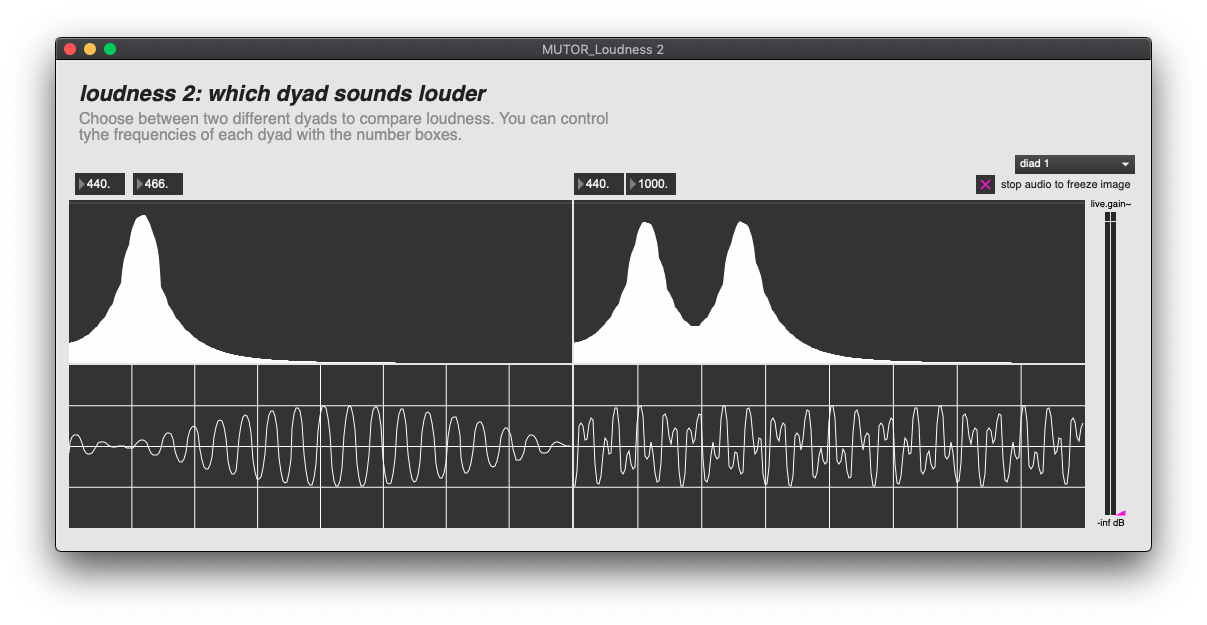 MUTOR_Loudness 2
loudness 2: which dyad sounds louder
Choose between two different dyads to compare loudness. You can control
tyhe frequencies of each dyad with the number boxes.
diad 1
440. 466. 440. 1000. stop audio to freeze image
live.gain~
-inf dB